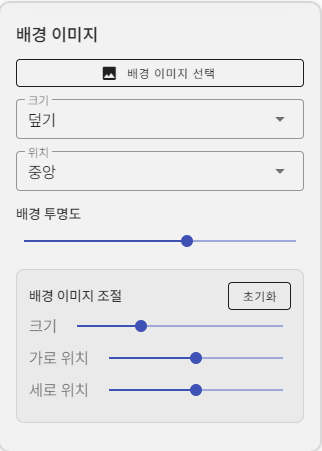 배경 이미지
배경 이미지 선택
크기
덮기
위치
중앙
배경 투명도
배경 이미지 조절
초기화
크기
가로 위치
세로 위치